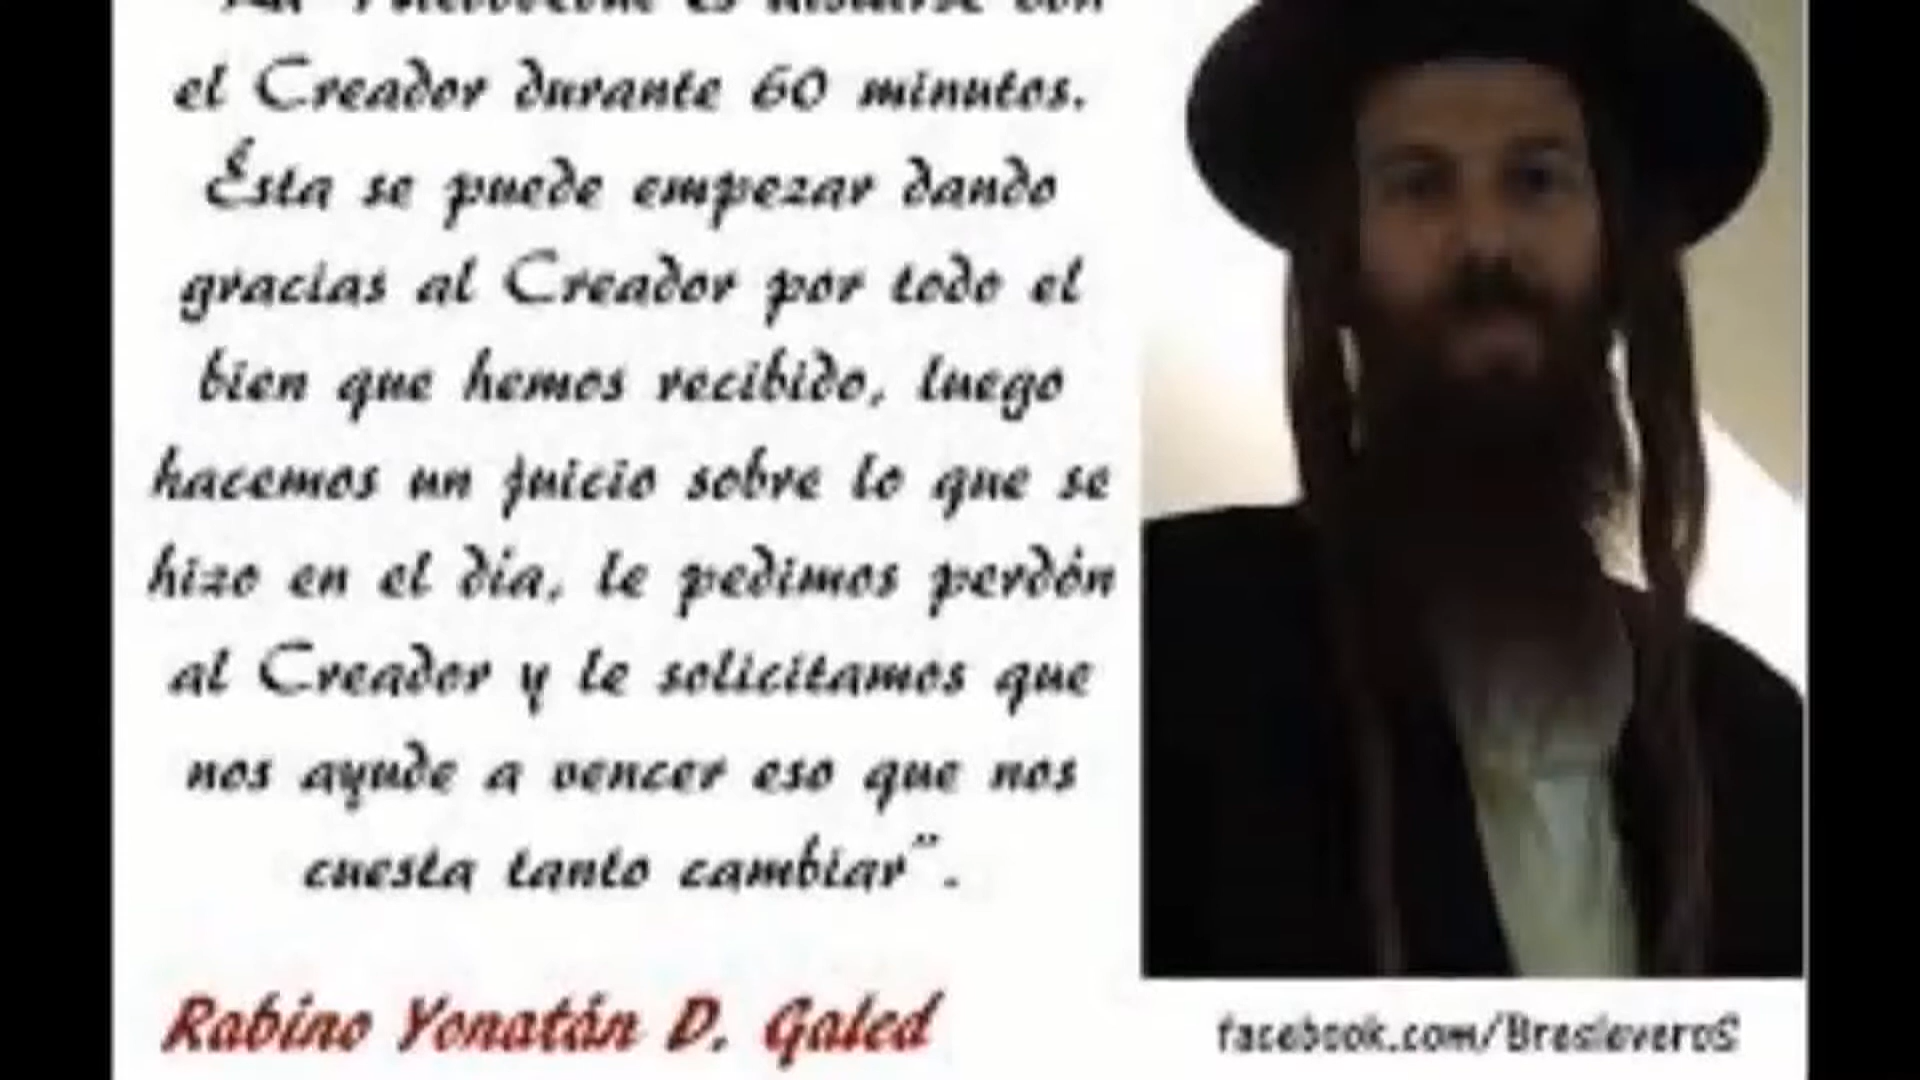 el Creador durante 60 minutos.
Ésta se puede empezar dando
gracias al Creador por todo el
bien que hemos recibido, luego
hacemos un juicio sobre lo que se
hizo en el día, le pedimos perdón
al Creador y le solicitamos que
nos ayude a vencer eso que nos
cuesta tanto cambiar”.
Rabino Yonatán D. Galed
facebook.com/BresleveroS